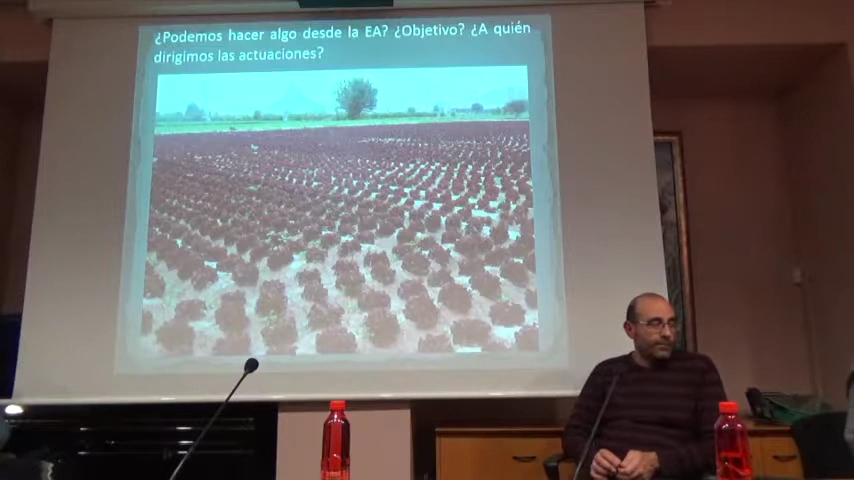 ¿Podemos hacer algo desde la EA? ¿Objetivo? ¿A quién
dirigimos las actuaciones?